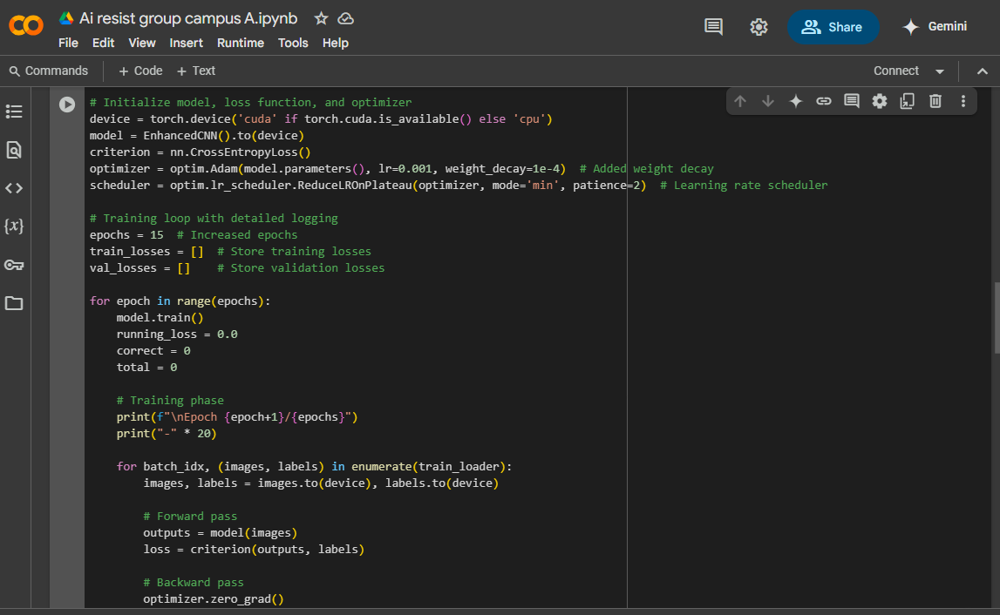 Ai resist group campus A.ipynb
File Edit View Insert Runtime Tools Help
Share
Gemini
Commands + Code + Text
Connect
# Initialize model, loss function, and optimizer
device = torch.device('cuda' if torch.cuda.is_available() else 'cpu')
model = EnhancedCNN().to(device)
criterion = nn.CrossEntropyLoss()
optimizer = optim.Adam(model.parameters(), lr=0.001, weight_decay=1e-4)  # Added weight decay
scheduler = optim.lr_scheduler.ReduceLROnPlateau(optimizer, mode='min', patience=2)  # Learning rate scheduler

# Training loop with detailed logging
epochs = 15  # Increased epochs
train_losses = []  # Store training losses
val_losses = []    # Store validation losses

for epoch in range(epochs):
    model.train()
    running_loss = 0.0
    correct = 0
    total = 0

    # Training phase
    print(f"\nEpoch {epoch+1}/{epochs}")
    print("-" * 20)

    for batch_idx, (images, labels) in enumerate(train_loader):
        images, labels = images.to(device), labels.to(device)

        # Forward pass
        outputs = model(images)
        loss = criterion(outputs, labels)

        # Backward pass
        optimizer.zero_grad()